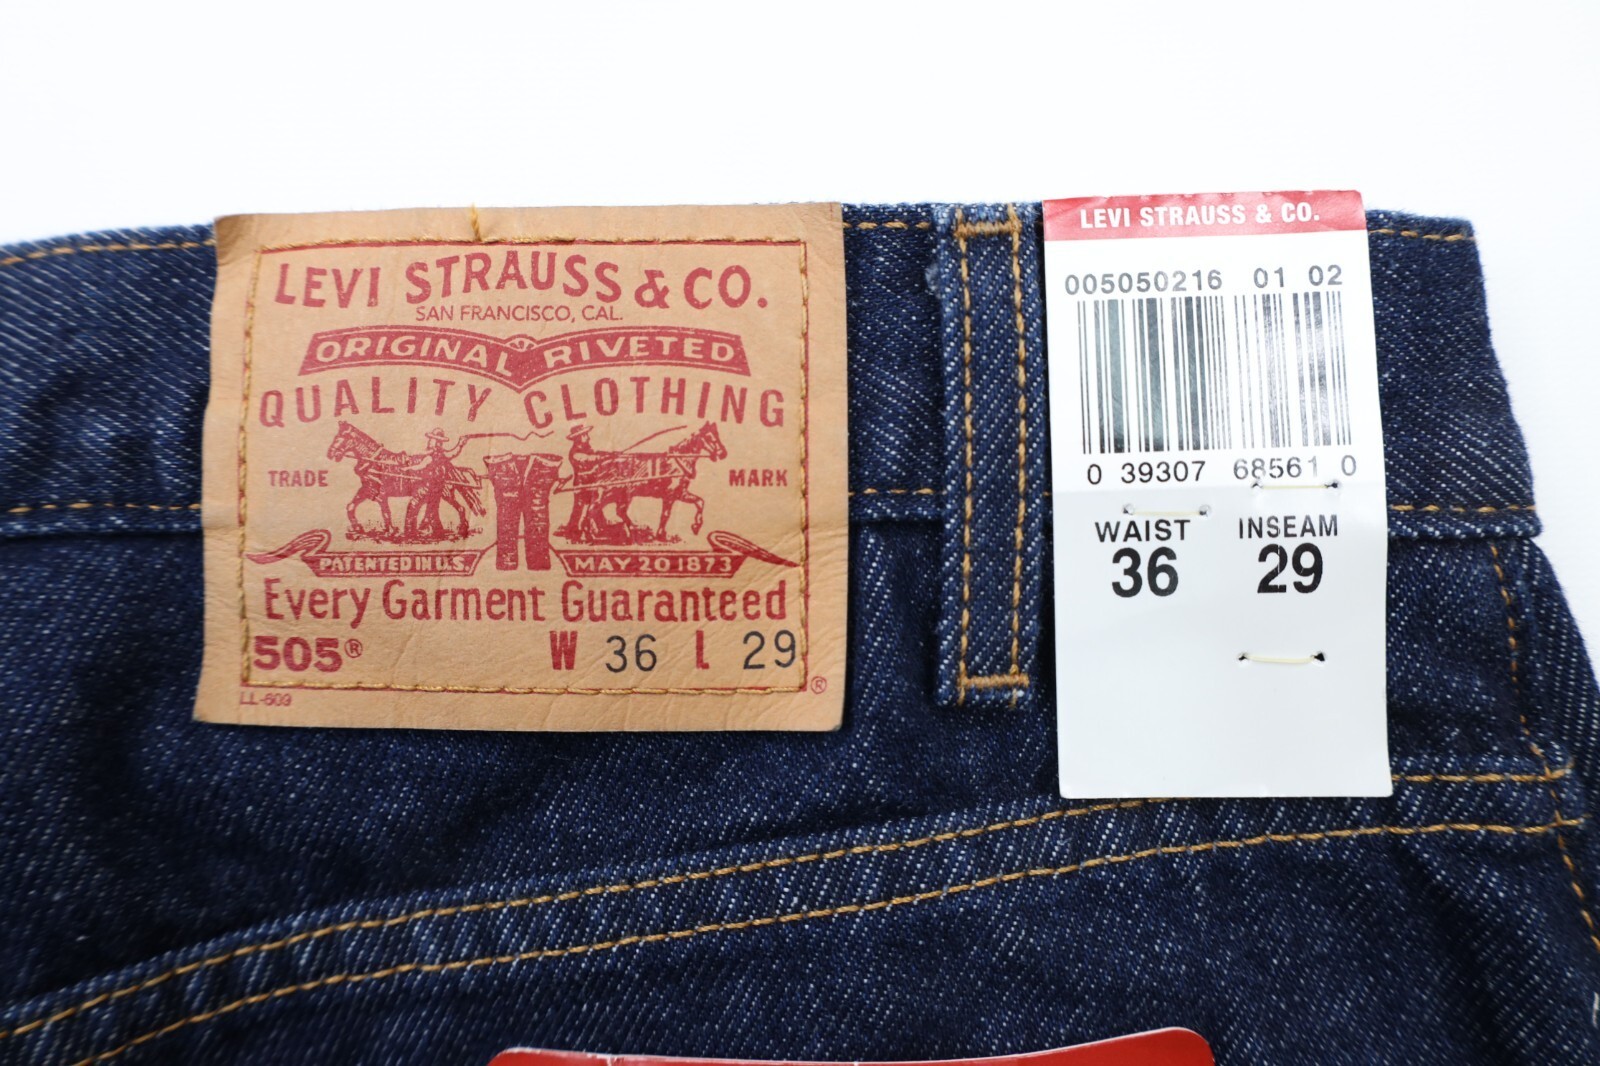 LEVI STRAUSS & CO.
SAN FRANCISCO, CAL.
ORIGINAL RIVETED
QUALITY CLOTHING
TRADE MARK
PATENTED IN U.S. MAY 20 1873
Every Garment Guaranteed
505® W 36 L 29
LL-609 ®
LEVI STRAUSS & CO.
005050216 01 02
0 39307 68561 0
WAIST INSEAM
36 29